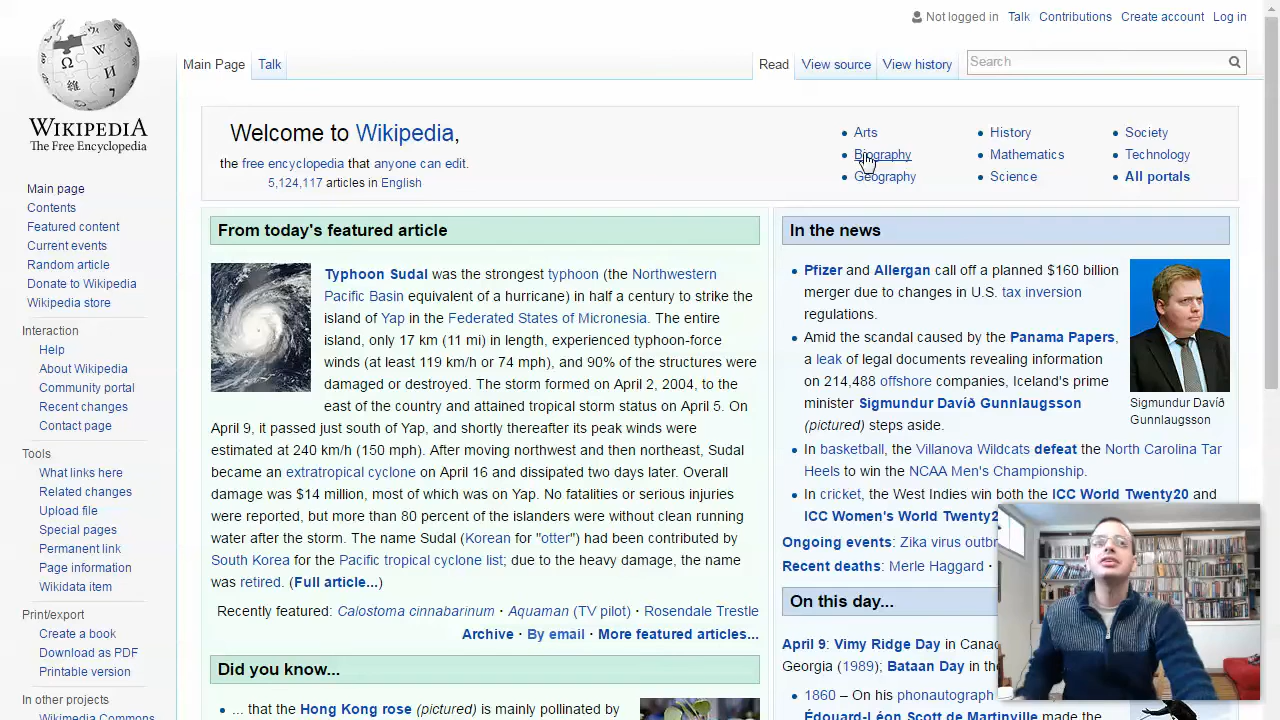 Not logged in Talk Contributions Create account Log in
Main Page Talk Read View source View history Search
WIKIPEDIA
The Free Encyclopedia
Welcome to Wikipedia,
the free encyclopedia that anyone can edit.
5,124,117 articles in English
Arts History Society
Biography Mathematics Technology
Geography Science All portals
Main page
Contents
Featured content
Current events
Random article
Donate to Wikipedia
Wikipedia store
Interaction
Help
About Wikipedia
Community portal
Recent changes
Contact page
Tools
What links here
Related changes
Upload file
Special pages
Permanent link
Page information
Wikidata item
Print/export
Create a book
Download as PDF
Printable version
In other projects
Wikimedia Commons
From today's featured article
Typhoon Sudal was the strongest typhoon (the Northwestern
Pacific Basin equivalent of a hurricane) in half a century to strike the
island of Yap in the Federated States of Micronesia. The entire
island, only 17 km (11 mi) in length, experienced typhoon-force
winds (at least 119 km/h or 74 mph), and 90% of the structures were
damaged or destroyed. The storm formed on April 2, 2004, to the
east of the country and attained tropical storm status on April 5. On
April 9, it passed just south of Yap, and shortly thereafter its peak winds were
estimated at 240 km/h (150 mph). After moving northwest and then northeast, Sudal
became an extratropical cyclone on April 16 and dissipated two days later. Overall
damage was $14 million, most of which was on Yap. No fatalities or serious injuries
were reported, but more than 80 percent of the islanders were without clean running
water after the storm. The name Sudal (Korean for "otter") had been contributed by
South Korea for the Pacific tropical cyclone list; due to the heavy damage, the name
was retired. (Full article...)
Recently featured: Calostoma cinnabarinum · Aquaman (TV pilot) · Rosendale Trestle
Archive · By email · More featured articles...
Did you know...
... that the Hong Kong rose (pictured) is mainly pollinated by
In the news
Pfizer and Allergan call off a planned $160 billion
merger due to changes in U.S. tax inversion
regulations.
Amid the scandal caused by the Panama Papers,
a leak of legal documents revealing information
on 214,488 offshore companies, Iceland's prime
minister Sigmundur Davíð Gunnlaugsson
(pictured) steps aside.
Sigmundur Davíð
Gunnlaugsson
In basketball, the Villanova Wildcats defeat the North Carolina Tar
Heels to win the NCAA Men's Championship.
In cricket, the West Indies win both the ICC World Twenty20 and
ICC Women's World Twenty2
Ongoing events: Zika virus outbr
Recent deaths: Merle Haggard ·
On this day...
April 9: Vimy Ridge Day in Canad
Georgia (1989); Bataan Day in the
1860 – On his phonautograph
Édouard-Léon Scott de Martinville made the